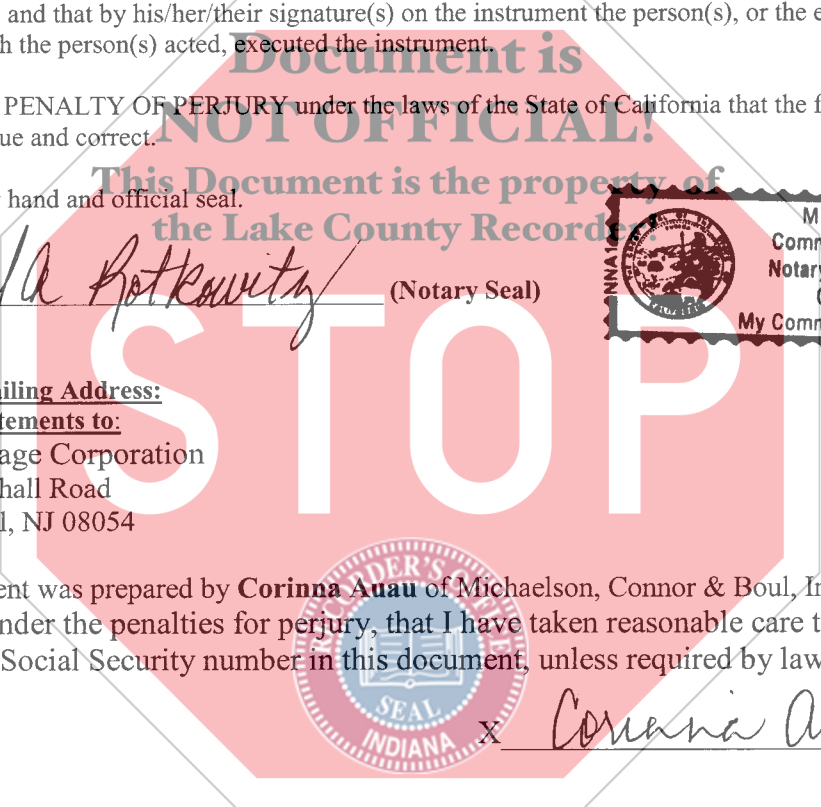 and that by his/her/their signature(s) on the instrument the person(s), or the e
h the person(s) acted, executed the instrument.
Document is
PENALTY OF PERJURY under the laws of the State of California that the f
NOT OFFICIAL!
ue and correct.
This Document is the property of
hand and official seal.
the Lake County Recorder!
Rotkowitz
(Notary Seal)
NNA1
M
Comm
Notary
C
My Comm
STOP
ailing Address:
tements to:
age Corporation
hall Road
l, NJ 08054
ent was prepared by Corinna Auau of Michaelson, Connor & Boul, In
nder the penalties for perjury, that I have taken reasonable care t
Social Security number in this document, unless required by law
RECORDER'S OFFICE
SEAL
INDIANA
X Corinna A